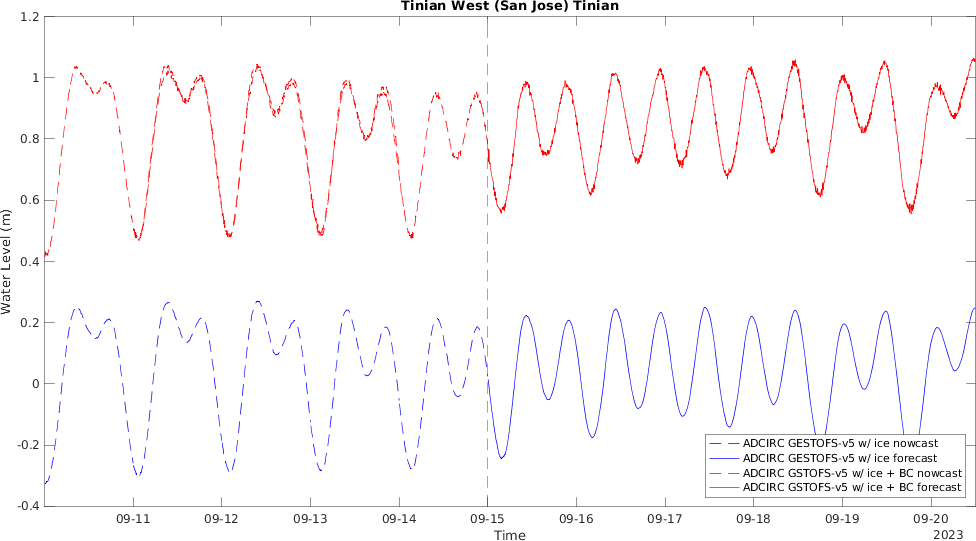 Tinian West (San Jose) Tinian
1.2
1
0.8
0.6
0.4
0.2
0
-0.2
-0.4
Water Level (m)
ADCIRC GESTOFS-v5 w/ ice nowcast
ADCIRC GESTOFS-v5 w/ ice forecast
ADCIRC GSTOFS-v5 w/ ice + BC nowcast
ADCIRC GSTOFS-v5 w/ ice + BC forecast
09-11 09-12 09-13 09-14 09-15 09-16 09-17 09-18 09-19 09-20
Time
2023